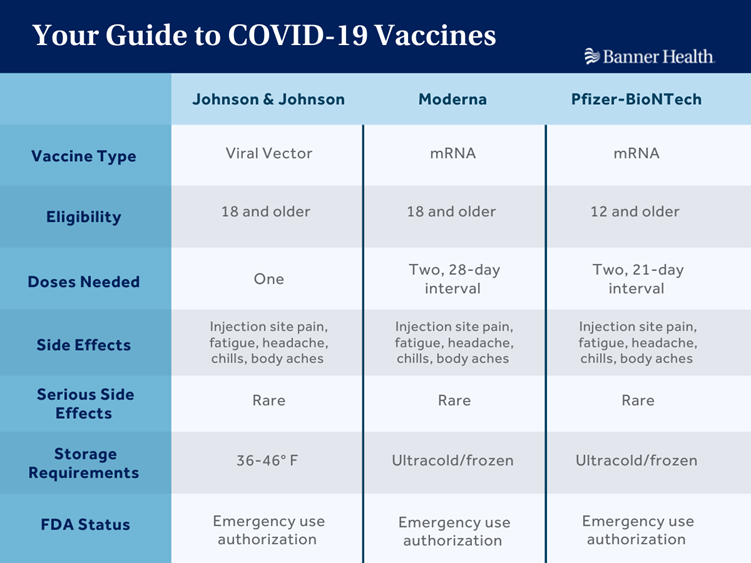 Your Guide to COVID-19 Vaccines
Banner Health
Johnson & Johnson Moderna Pfizer-BioNTech
Vaccine Type Viral Vector mRNA mRNA
Eligibility 18 and older 18 and older 12 and older
Doses Needed One Two, 28-day interval Two, 21-day interval
Side Effects Injection site pain, fatigue, headache, chills, body aches Injection site pain, fatigue, headache, chills, body aches Injection site pain, fatigue, headache, chills, body aches
Serious Side Effects Rare Rare Rare
Storage Requirements 36-46° F Ultracold/frozen Ultracold/frozen
FDA Status Emergency use authorization Emergency use authorization Emergency use authorization